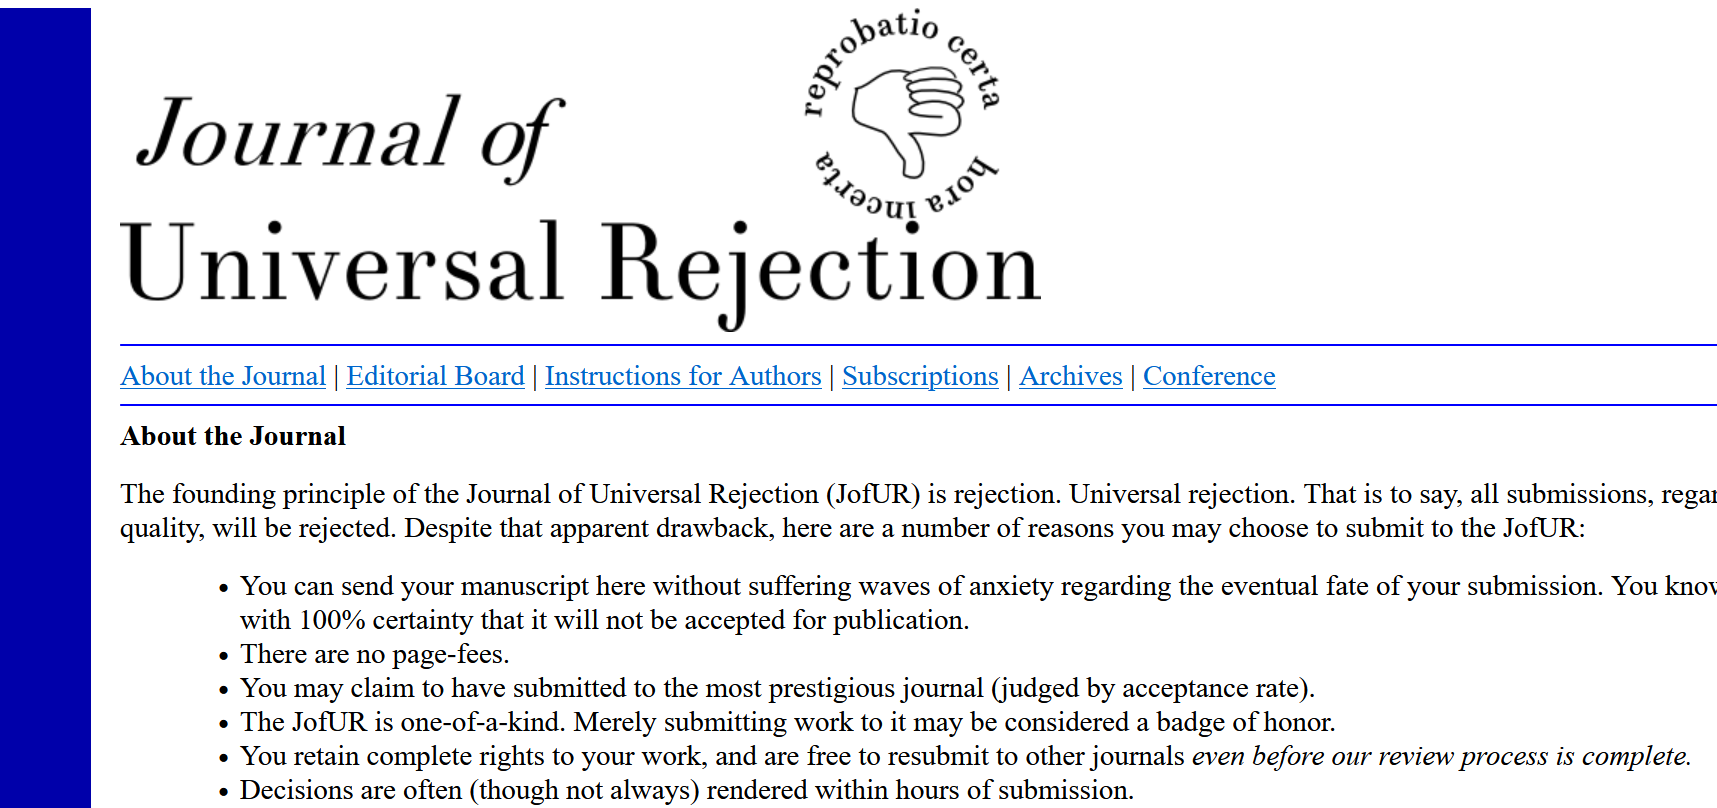 reprobatio certa
hora incerta
Journal of
Universal Rejection
About the Journal | Editorial Board | Instructions for Authors | Subscriptions | Archives | Conference
About the Journal
The founding principle of the Journal of Universal Rejection (JofUR) is rejection. Universal rejection. That is to say, all submissions,
quality, will be rejected. Despite that apparent drawback, here are a number of reasons you may choose to submit to the JofUR:
• You can send your manuscript here without suffering waves of anxiety regarding the eventual fate of your submission. You
with 100% certainty that it will not be accepted for publication.
• There are no page-fees.
• You may claim to have submitted to the most prestigious journal (judged by acceptance rate).
• The JofUR is one-of-a-kind. Merely submitting work to it may be considered a badge of honor.
• You retain complete rights to your work, and are free to resubmit to other journals even before our review process is complete.
• Decisions are often (though not always) rendered within hours of submission.